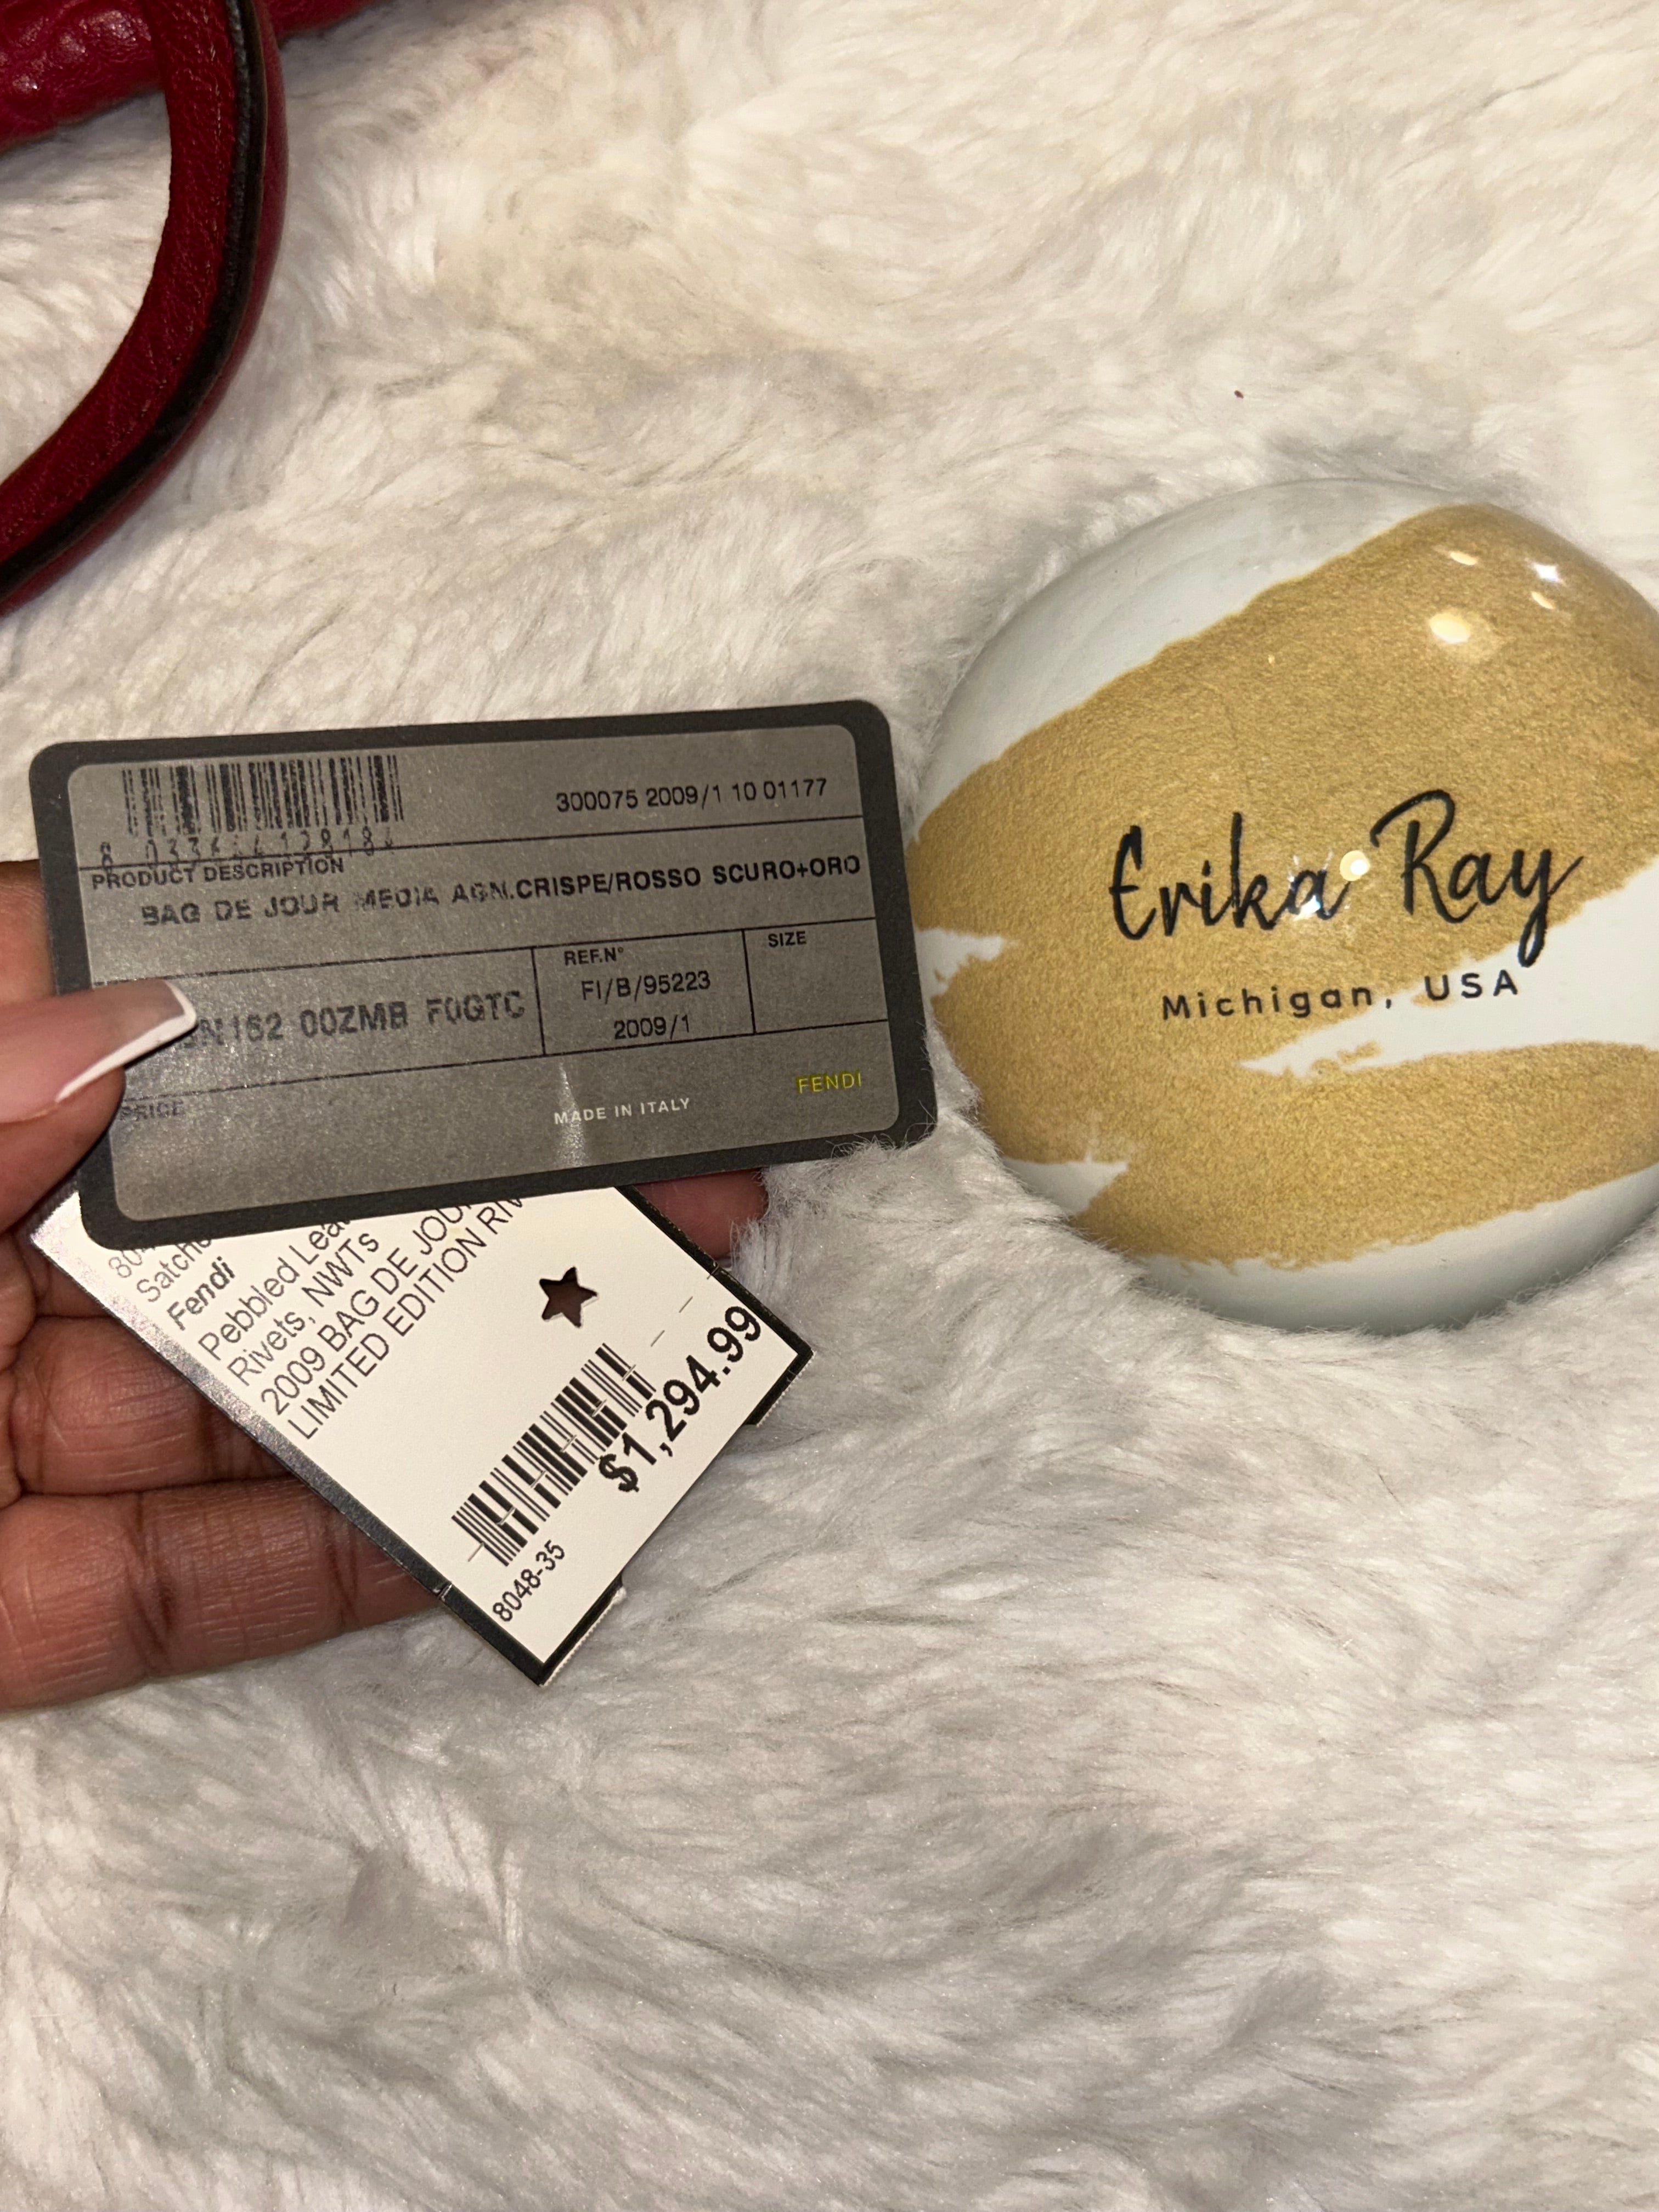 300075 2009/1 10 01177
PRODUCT DESCRIPTION
BAG DE JOUR MEDIA AGN.CRISPE/ROSSO SCURO+ORO
N162 00ZMB F0GTC
REF.N°
FI/B/95223
2009/1
SIZE
PRICE
MADE IN ITALY
FENDI
Fendi
Pebbled
Rivets, NWTs
2009 BAG DE JOUR
LIMITED EDITION
$1,294.99
8048-35
Erika Ray
Michigan, USA